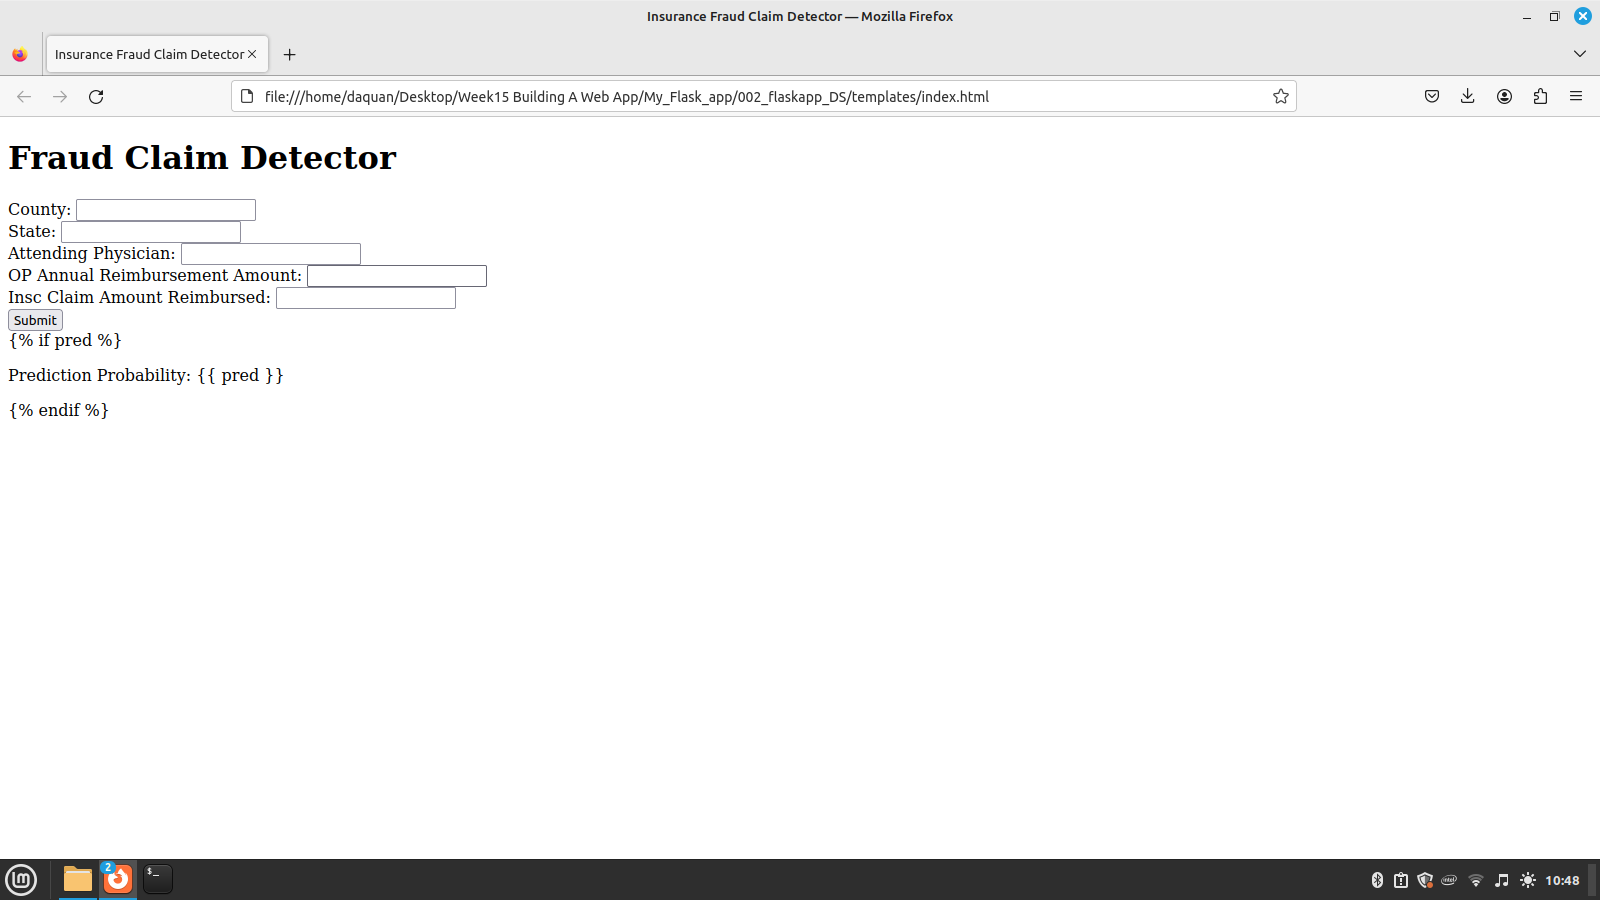 Insurance Fraud Claim Detector — Mozilla Firefox
Insurance Fraud Claim Detector
file:///home/daquan/Desktop/Week15 Building A Web App/My_Flask_app/002_flaskapp_DS/templates/index.html
Fraud Claim Detector
County:
State:
Attending Physician:
OP Annual Reimbursement Amount:
Insc Claim Amount Reimbursed:
Submit
{% if pred %}
Prediction Probability: {{ pred }}
{% endif %}
2
$_
intel
10:48